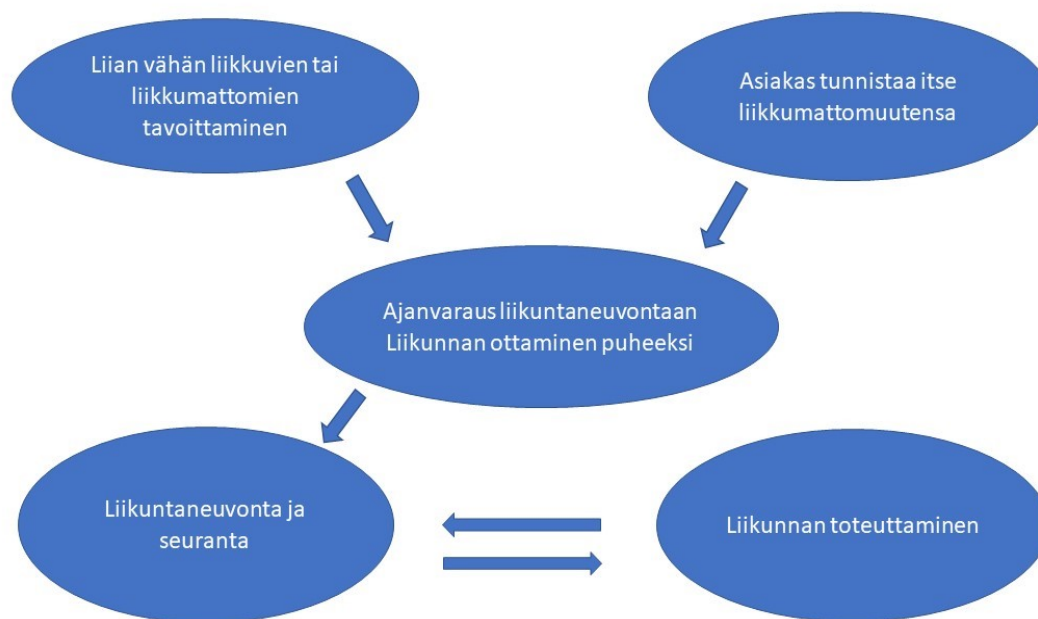 Liian vähän liikkuvien tai
liikkumattomien
tavoittaminen
Asiakas tunnistaa itse
liikkumattomuutensa
Ajanvaraus liikuntaneuvontaan
Liikunnan ottaminen puheeksi
Liikuntaneuvonta ja
seuranta
Liikunnan toteuttaminen